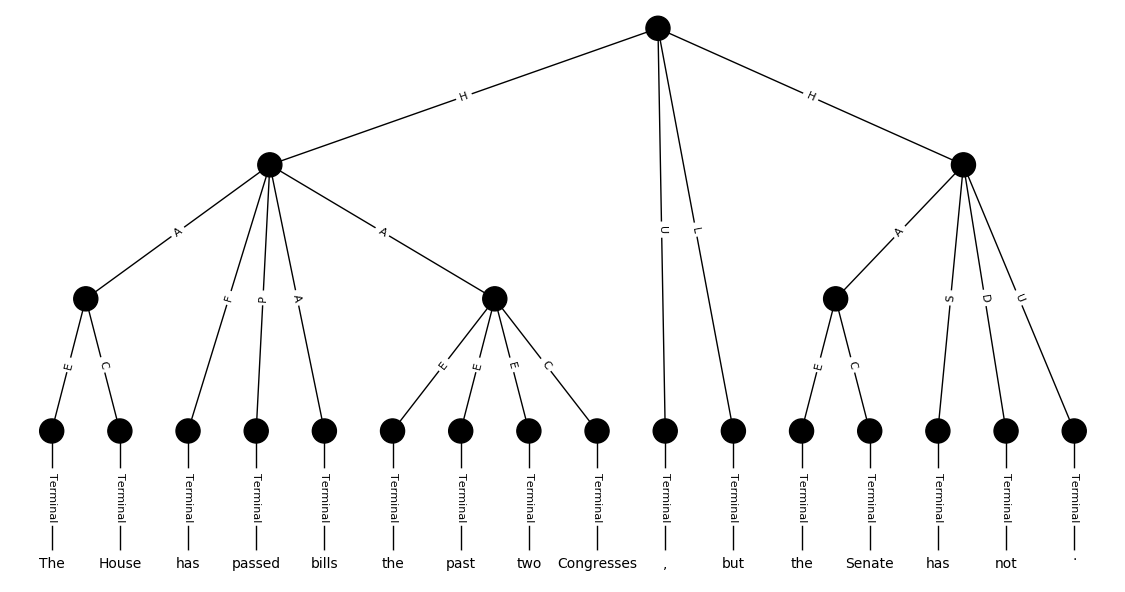 H H
A F P A A U L A S D U
E C E E E C E C
Terminal Terminal Terminal Terminal Terminal Terminal Terminal Terminal Terminal Terminal Terminal Terminal Terminal Terminal Terminal Terminal
The House has passed bills the past two Congresses , but the Senate has not .